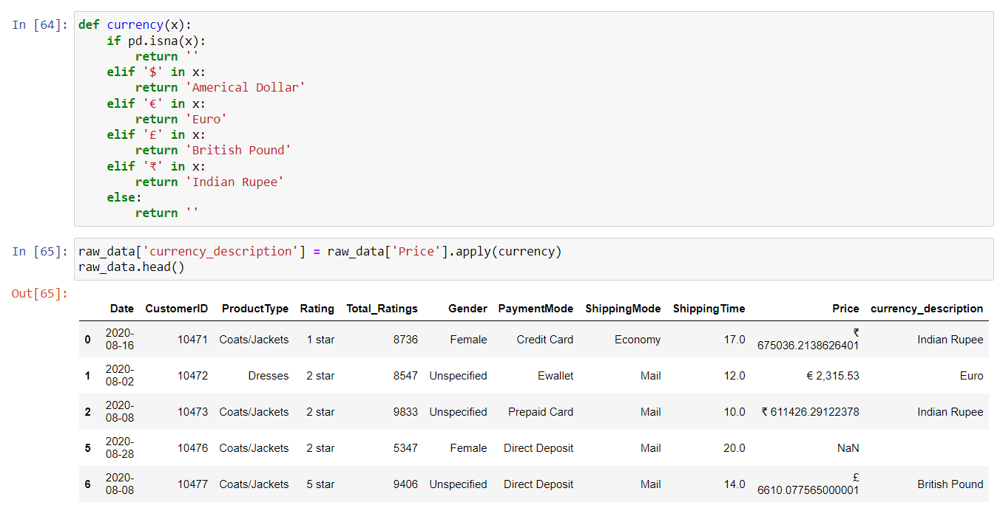 In [64]: def currency(x):
    if pd.isna(x):
        return ''
    elif '$' in x:
        return 'Americal Dollar'
    elif '€' in x:
        return 'Euro'
    elif '£' in x:
        return 'British Pound'
    elif '₹' in x:
        return 'Indian Rupee'
    else:
        return ''
In [65]: raw_data['currency_description'] = raw_data['Price'].apply(currency)
raw_data.head()
Out[65]:
Date CustomerID ProductType Rating Total_Ratings Gender PaymentMode ShippingMode ShippingTime Price currency_description
0 2020-08-16 10471 Coats/Jackets 1 star 8736 Female Credit Card Economy 17.0 ₹ 675036.2138626401 Indian Rupee
1 2020-08-02 10472 Dresses 2 star 8547 Unspecified Ewallet Mail 12.0 € 2,315.53 Euro
2 2020-08-08 10473 Coats/Jackets 2 star 9833 Unspecified Prepaid Card Mail 10.0 ₹ 611426.29122378 Indian Rupee
5 2020-08-28 10476 Coats/Jackets 2 star 5347 Female Direct Deposit Mail 20.0 NaN
6 2020-08-08 10477 Coats/Jackets 5 star 9406 Unspecified Direct Deposit Mail 14.0 £ 6610.077565000001 British Pound